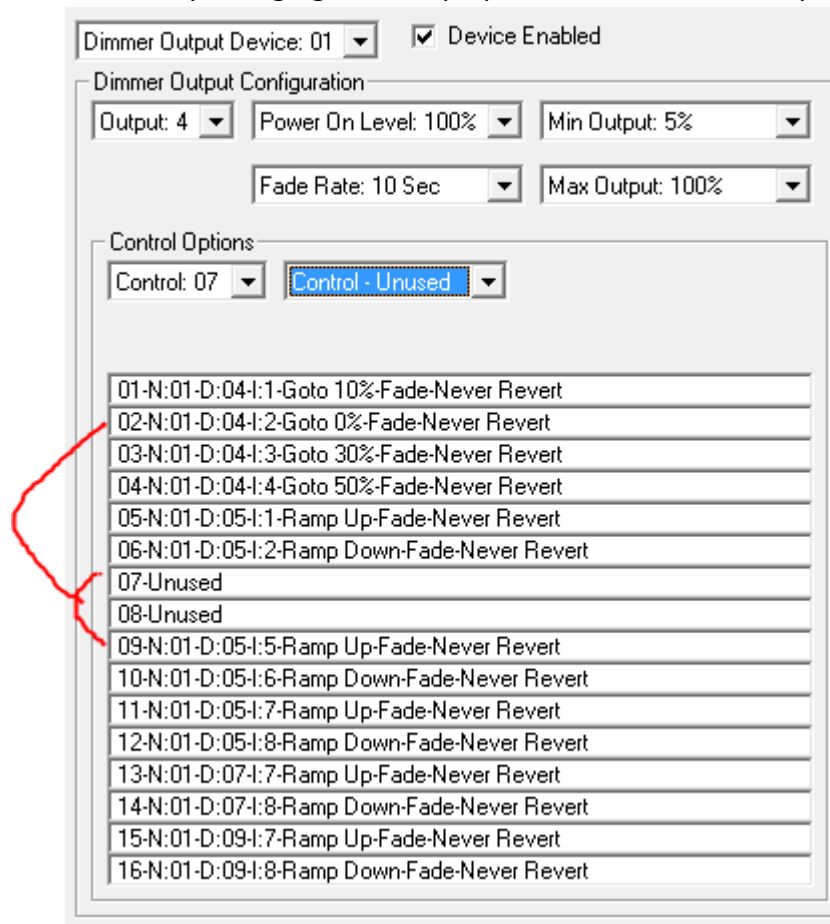 Dimmer Output Device: 01 Device Enabled
Dimmer Output Configuration
Output: 4 Power On Level: 100% Min Output: 5%
Fade Rate: 10 Sec Max Output: 100%
Control Options
Control: 07 Control - Unused
01-N:01-D:04-I:1-Goto 10%-Fade-Never Revert
02-N:01-D:04-I:2-Goto 0%-Fade-Never Revert
03-N:01-D:04-I:3-Goto 30%-Fade-Never Revert
04-N:01-D:04-I:4-Goto 50%-Fade-Never Revert
05-N:01-D:05-I:1-Ramp Up-Fade-Never Revert
06-N:01-D:05-I:2-Ramp Down-Fade-Never Revert
07-Unused
08-Unused
09-N:01-D:05-I:5-Ramp Up-Fade-Never Revert
10-N:01-D:05-I:6-Ramp Down-Fade-Never Revert
11-N:01-D:05-I:7-Ramp Up-Fade-Never Revert
12-N:01-D:05-I:8-Ramp Down-Fade-Never Revert
13-N:01-D:07-I:7-Ramp Up-Fade-Never Revert
14-N:01-D:07-I:8-Ramp Down-Fade-Never Revert
15-N:01-D:09-I:7-Ramp Up-Fade-Never Revert
16-N:01-D:09-I:8-Ramp Down-Fade-Never Revert